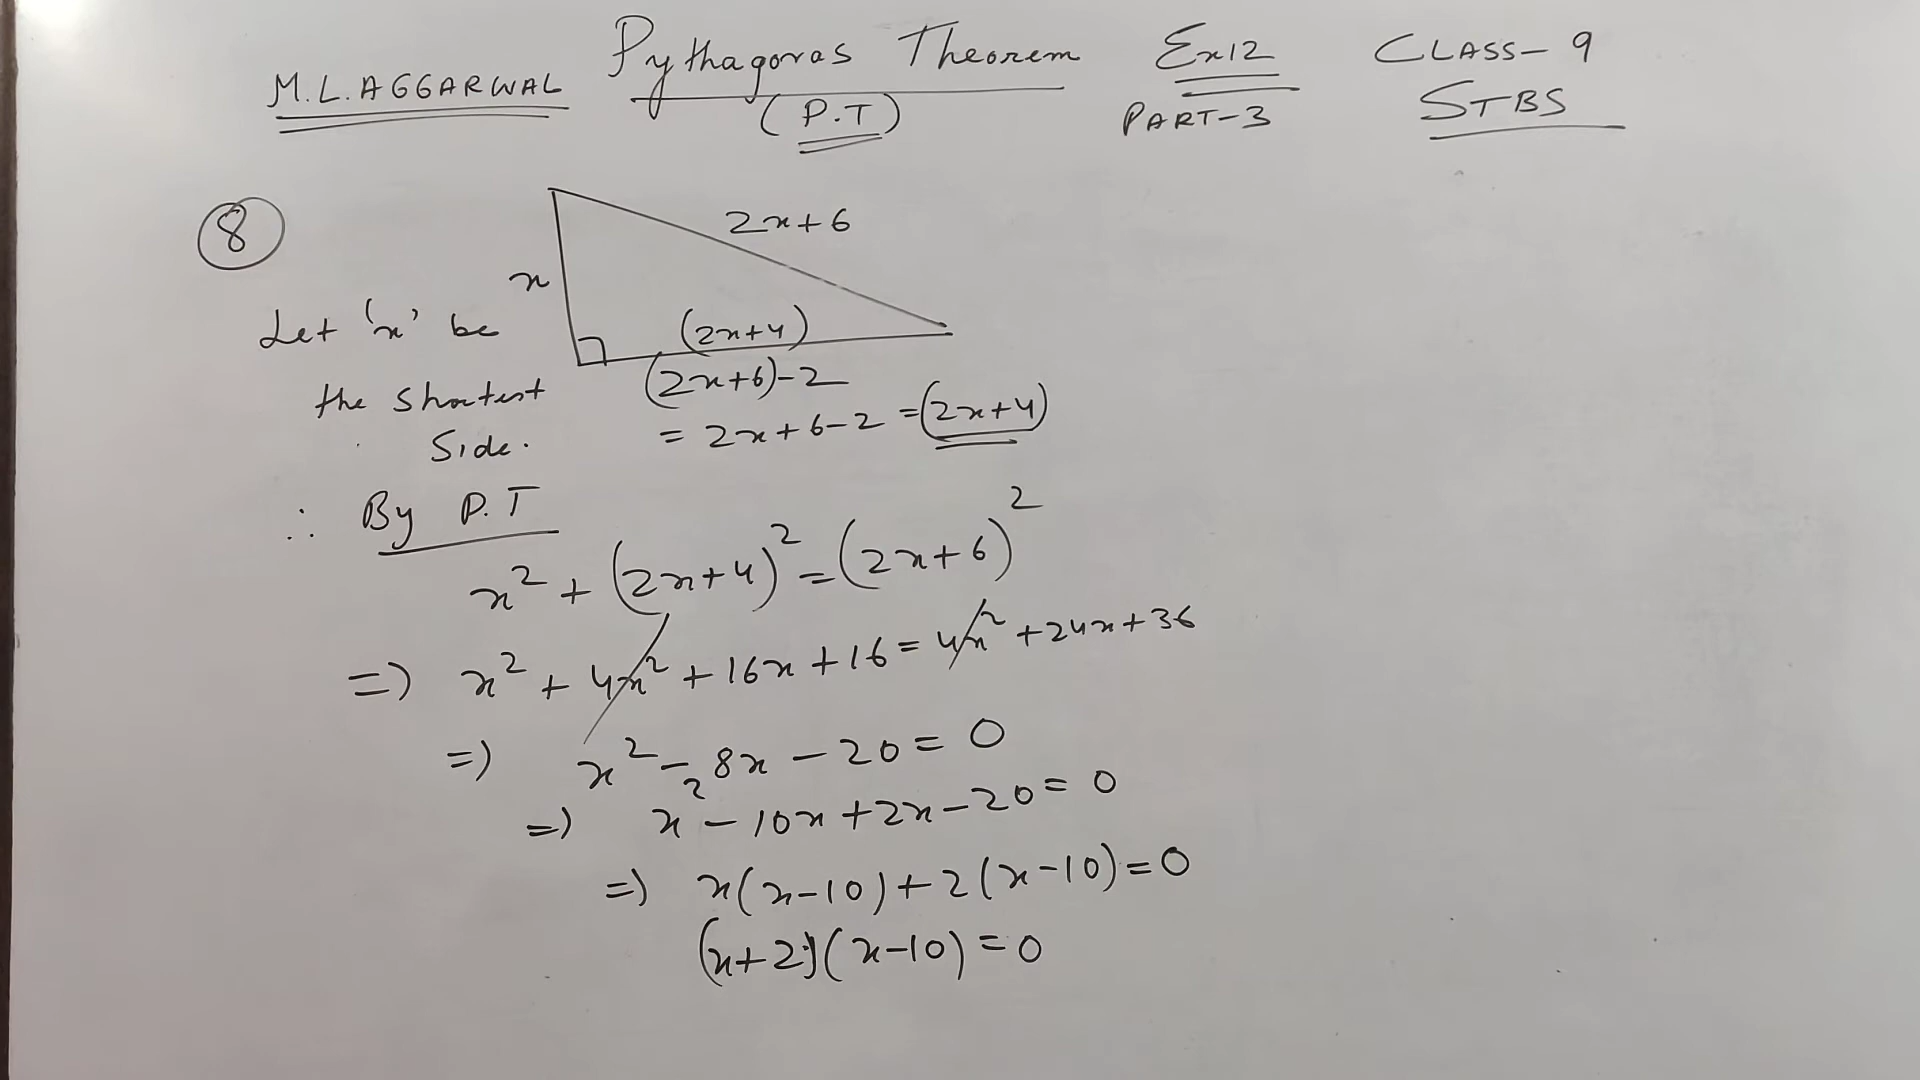 M.L.AGGARWAL Pythagoras Theorem Ex12 CLASS-9
(P.T) PART-3 STBS
8
2x+6
x
Let 'x' be
the shortest
side.
(2x+4)
(2x+6)-2
= 2x+6-2 = (2x+4)
∴ By P.T
x² + (2x+4)² = (2x+6)²
=> x² + 4x² + 16x + 16 = 4x² + 24x + 36
=> x² - 8x - 20 = 0
=> x² - 10x + 2x - 20 = 0
=> x(x-10) + 2(x-10) = 0
(x+2)(x-10) = 0